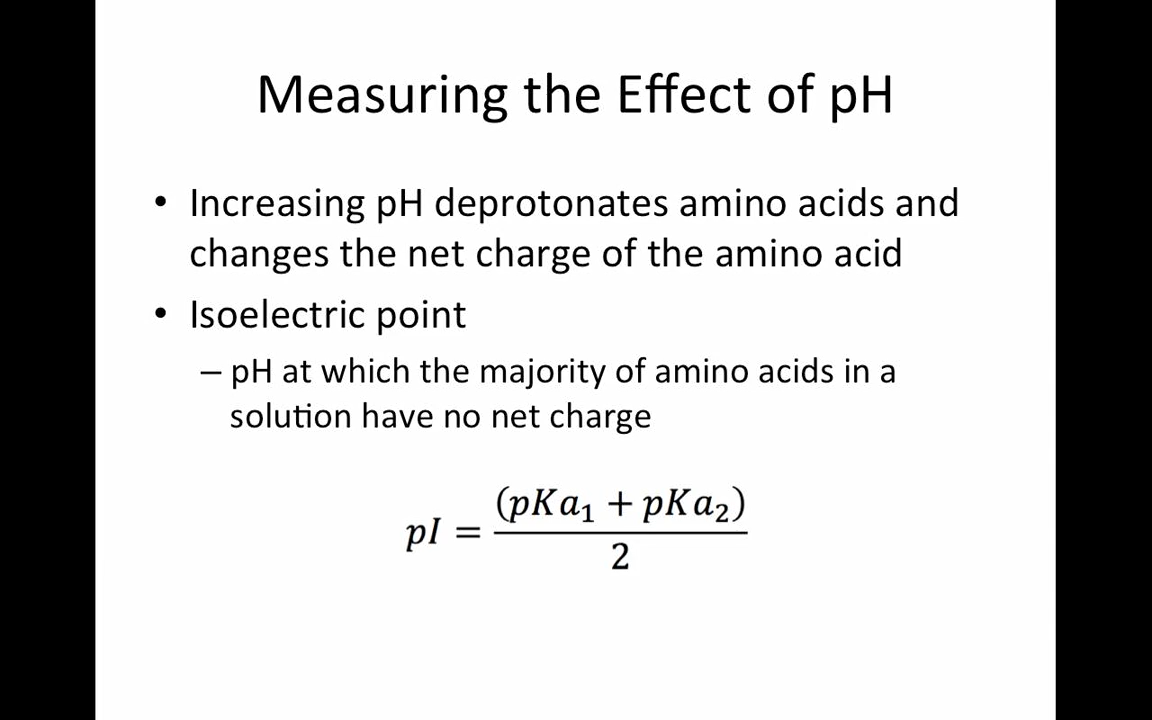 Measuring the Effect of pH
• Increasing pH deprotonates amino acids and
changes the net charge of the amino acid
• Isoelectric point
– pH at which the majority of amino acids in a
solution have no net charge
pI = (pKa₁ + pKa₂) / 2